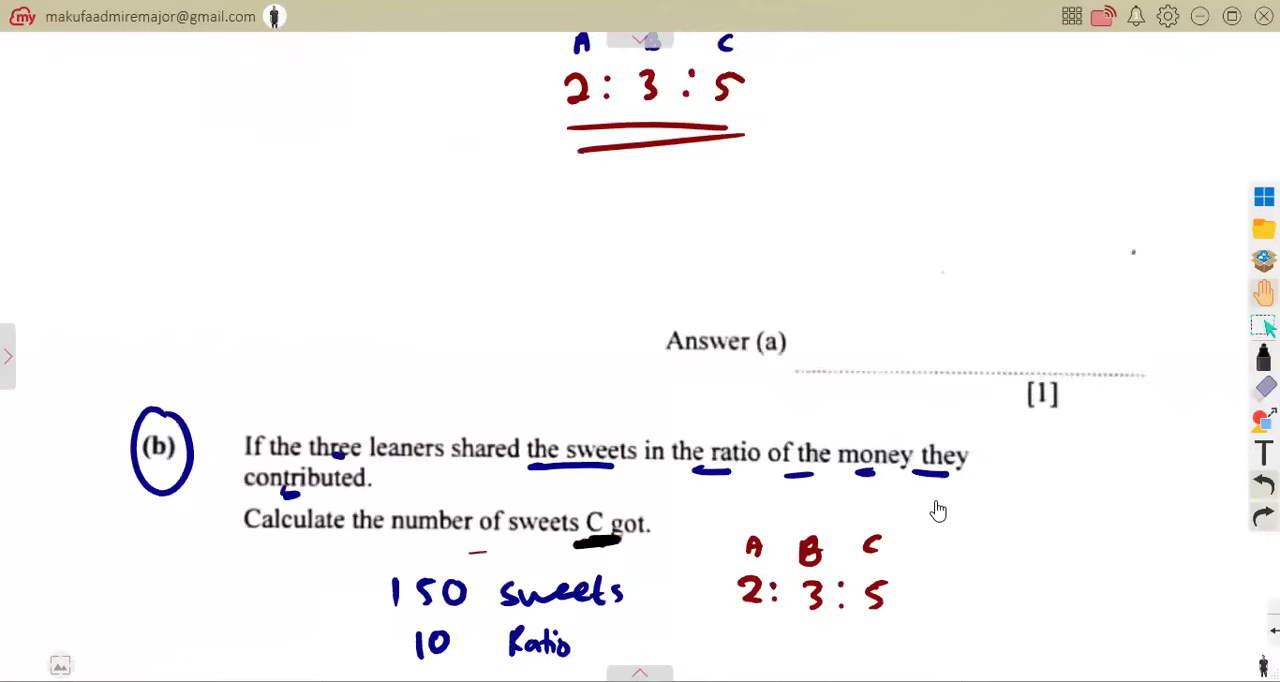 my makufaadmiremajor@gmail.com
A B C
2 : 3 : 5
Answer (a)
[1]
(b) If the three leaners shared the sweets in the ratio of the money they
contributed.
Calculate the number of sweets C got.
A B C
150 sweets 2 : 3 : 5
10 Ratio